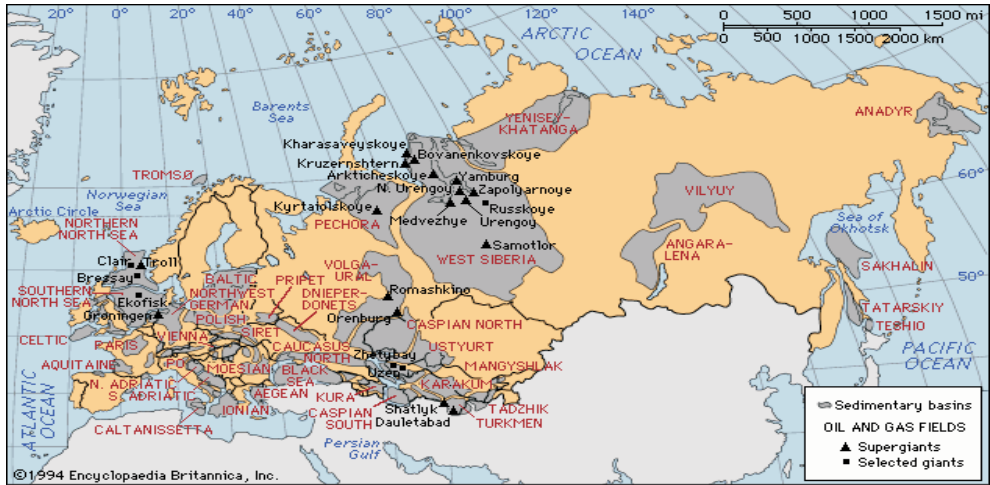 20° 10° 0° 20° 40° 60° 80° 100° 120° 140°
0 500 1000 1500 mi
0 500 1000 1500 2000 km
ARCTIC
OCEAN
Barents
Sea
YENISEY-
KHATANGA
ANADYR
Kharasaveyskoye
Bovanenkovskoye
Kruzernshtern
Arkticheskoye
Yamburg
N. Urengoy
Zapolyarnoye
TROMSØ
Norwegian
Sea
VILYUY
60°
Kyrtaiolskoye
Russkoye
Arctic Circle
Medvezhye
Urengoy
PECHORA
Sea of
Okhotsk
NORTHERN
NORTH SEA
Samotlor
ANGARA-
LENA
Clair
Troll
VOLGA-
URAL
WEST SIBERIA
SAKHALIN
Bressay
BALTIC
PRIPET
50°
SOUTHERN
NORTH SEA
NORTHWEST
GERMAN
DNIEPER-
DONETS
Romashkino
Ekofisk
TATARSKIY
Groningen
POLISH
Orenburg
TESHIO
SIRET
CASPIAN NORTH
CELTIC
PARIS
VIENNA
CAUCASUS
NORTH
USTYURT
PACIFIC
OCEAN
Zhetybay
AQUITAINE
PO
MOESIAN
BLACK
SEA
Uzen
MANGYSHLAK
40°
N. ADRIATIC
S. ADRIATIC
AEGEAN
KURA
KARAKUM
ATLANTIC
OCEAN
IONIAN
CASPIAN
SOUTH
Shatlyk
TADZHIK
CALTANISSETTA
Dauletabad
TURKMEN
Persian
Gulf
Sedimentary basins
OIL AND GAS FIELDS
Supergiants
Selected giants
©1994 Encyclopaedia Britannica, Inc.